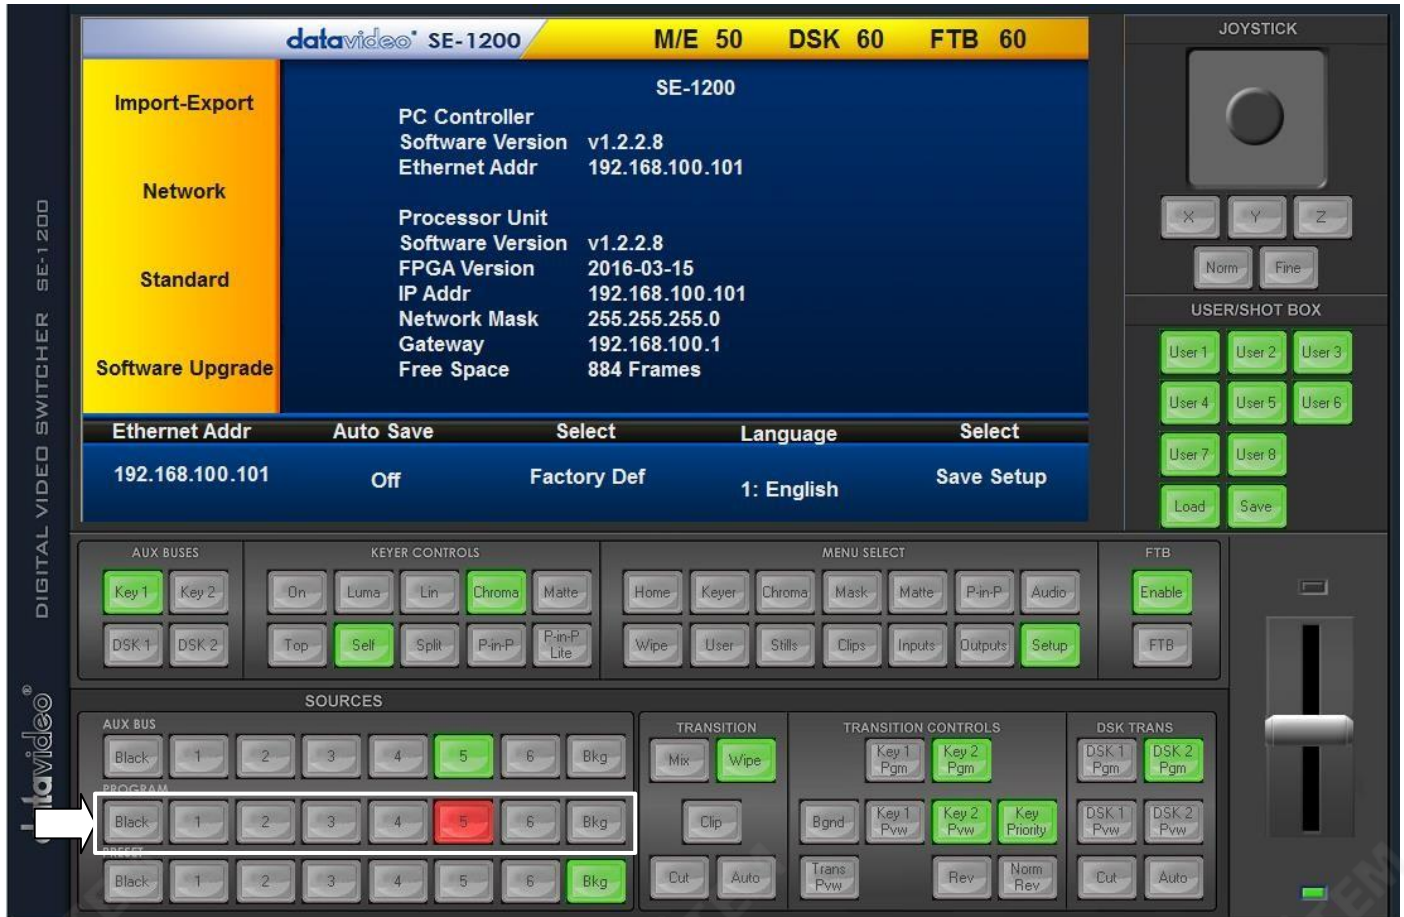 datavideo® SE-1200 M/E 50 DSK 60 FTB 60
Import-Export
Network
Standard
Software Upgrade
SE-1200
PC Controller
Software Version v1.2.2.8
Ethernet Addr 192.168.100.101
Processor Unit
Software Version v1.2.2.8
FPGA Version 2016-03-15
IP Addr 192.168.100.101
Network Mask 255.255.255.0
Gateway 192.168.100.1
Free Space 884 Frames
Ethernet Addr Auto Save Select Language Select
192.168.100.101 Off Factory Def 1: English Save Setup
JOYSTICK
X Y Z
Norm Fine
USER/SHOT BOX
User 1 User 2 User 3
User 4 User 5 User 6
User 7 User 8
Load Save
DIGITAL VIDEO SWITCHER SE-1200
datavideo®
AUX BUSES KEYER CONTROLS MENU SELECT FTB
Key 1 Key 2 On Luma Lin Chroma Matte Home Keyer Chroma Mask Matte P-in-P Audio Enable
DSK 1 DSK 2 Top Self Split P-in-P P-in-P Lite Wipe User Stills Clips Inputs Outputs Setup FTB
SOURCES
AUX BUS
Black 1 2 3 4 5 6 Bkg
PROGRAM
Black 1 2 3 4 5 6 Bkg
PRESET
Black 1 2 3 4 5 6 Bkg
TRANSITION
Mix Wipe
Clip
Cut Auto
TRANSITION CONTROLS
Key 1 Pgm Key 2 Pgm
Bgnd Key 1 Pvw Key 2 Pvw Key Priority
Trans Pvw Rev Norm Rev
DSK TRANS
DSK 1 Pgm DSK 2 Pgm
DSK 1 Pvw DSK 2 Pvw
Cut Auto